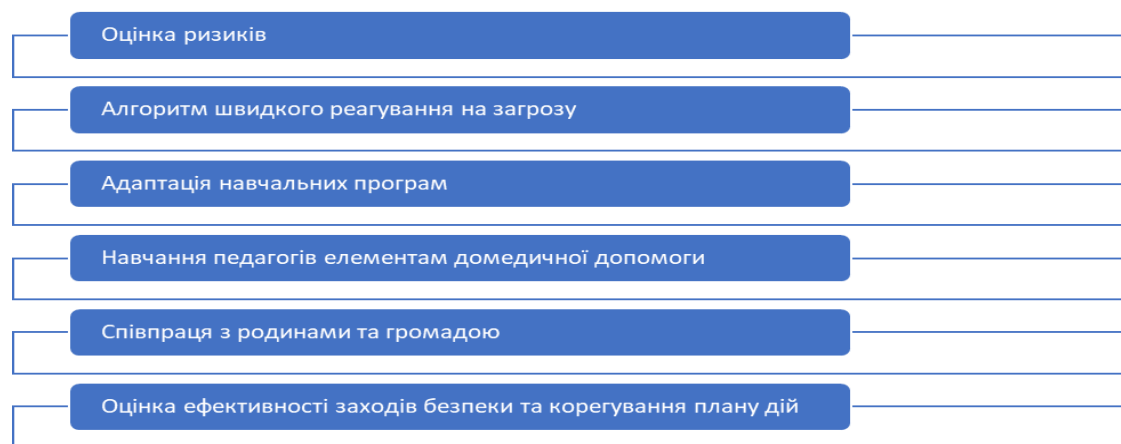 Оцінка ризиків
Алгоритм швидкого реагування на загрозу
Адаптація навчальних програм
Навчання педагогів елементам домедичної допомоги
Співпраця з родинами та громадою
Оцінка ефективності заходів безпеки та корегування плану дій